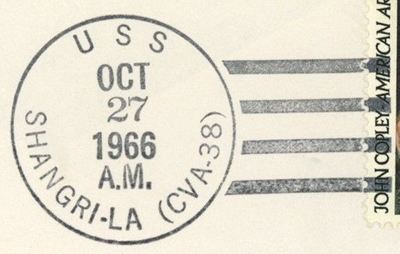 USS
OCT
27
1966
A.M.
SHANGRI-LA (CVA-38)
JOHN COPLEY·AMERICAN AR